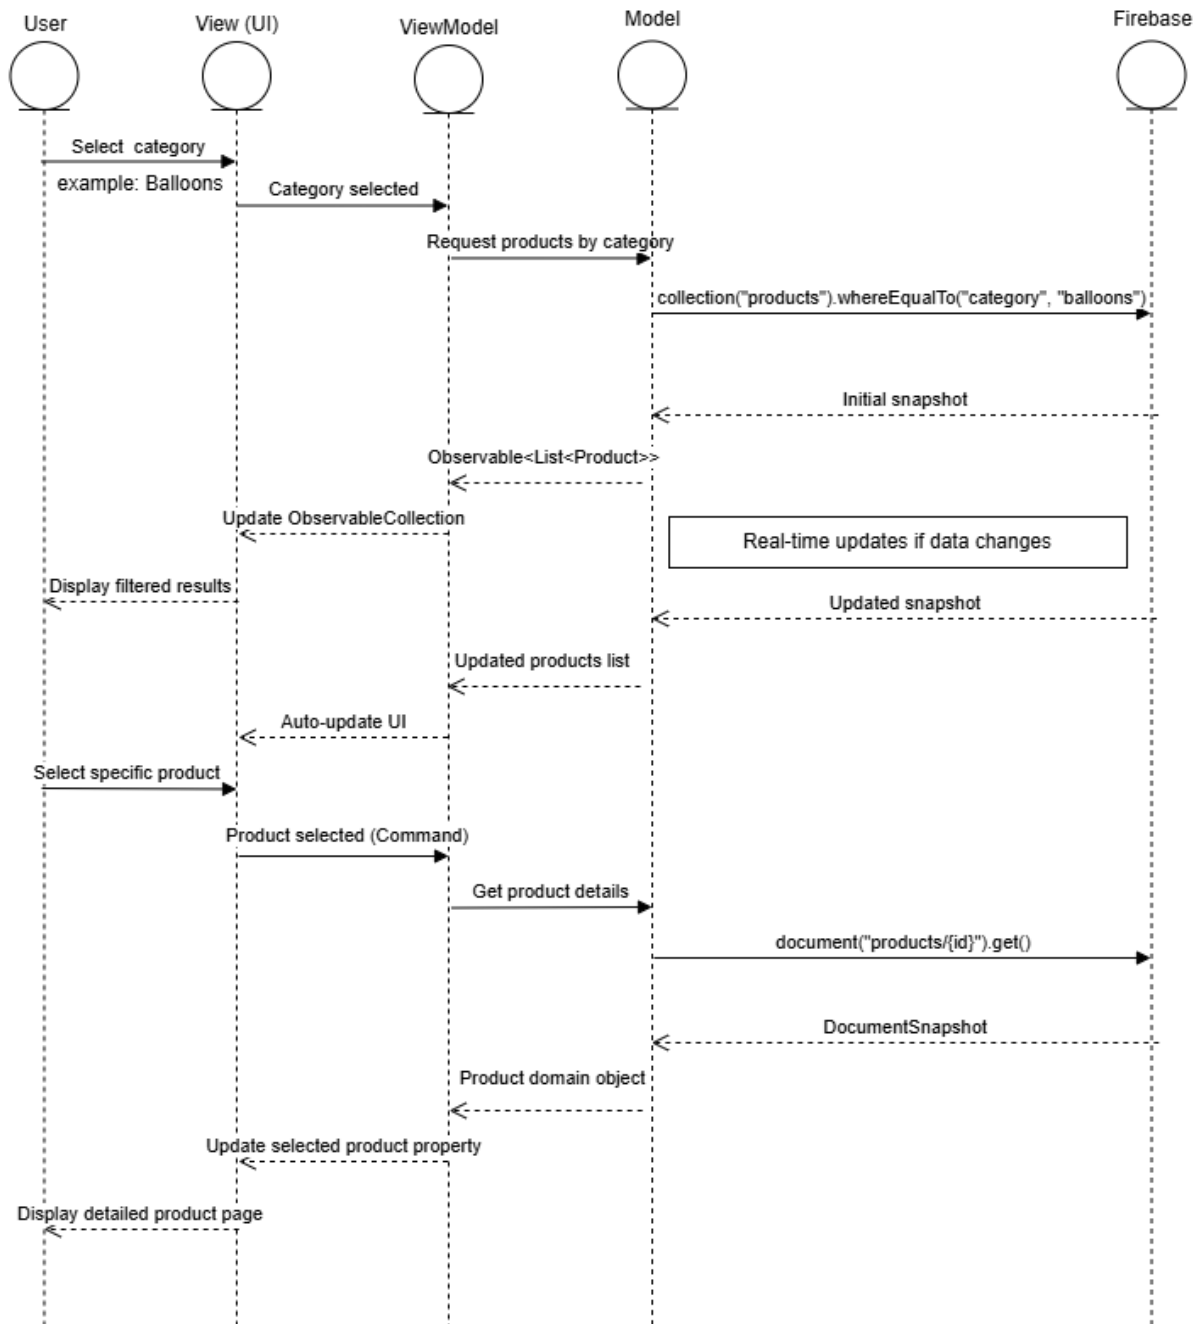 User
View (UI)
ViewModel
Model
Firebase
Select category
example: Balloons
Category selected
Request products by category
collection("products").whereEqualTo("category", "balloons")
Initial snapshot
Observable<List<Product>>
Update ObservableCollection
Real-time updates if data changes
Display filtered results
Updated snapshot
Updated products list
Auto-update UI
Select specific product
Product selected (Command)
Get product details
document("products/{id}").get()
DocumentSnapshot
Product domain object
Update selected product property
Display detailed product page